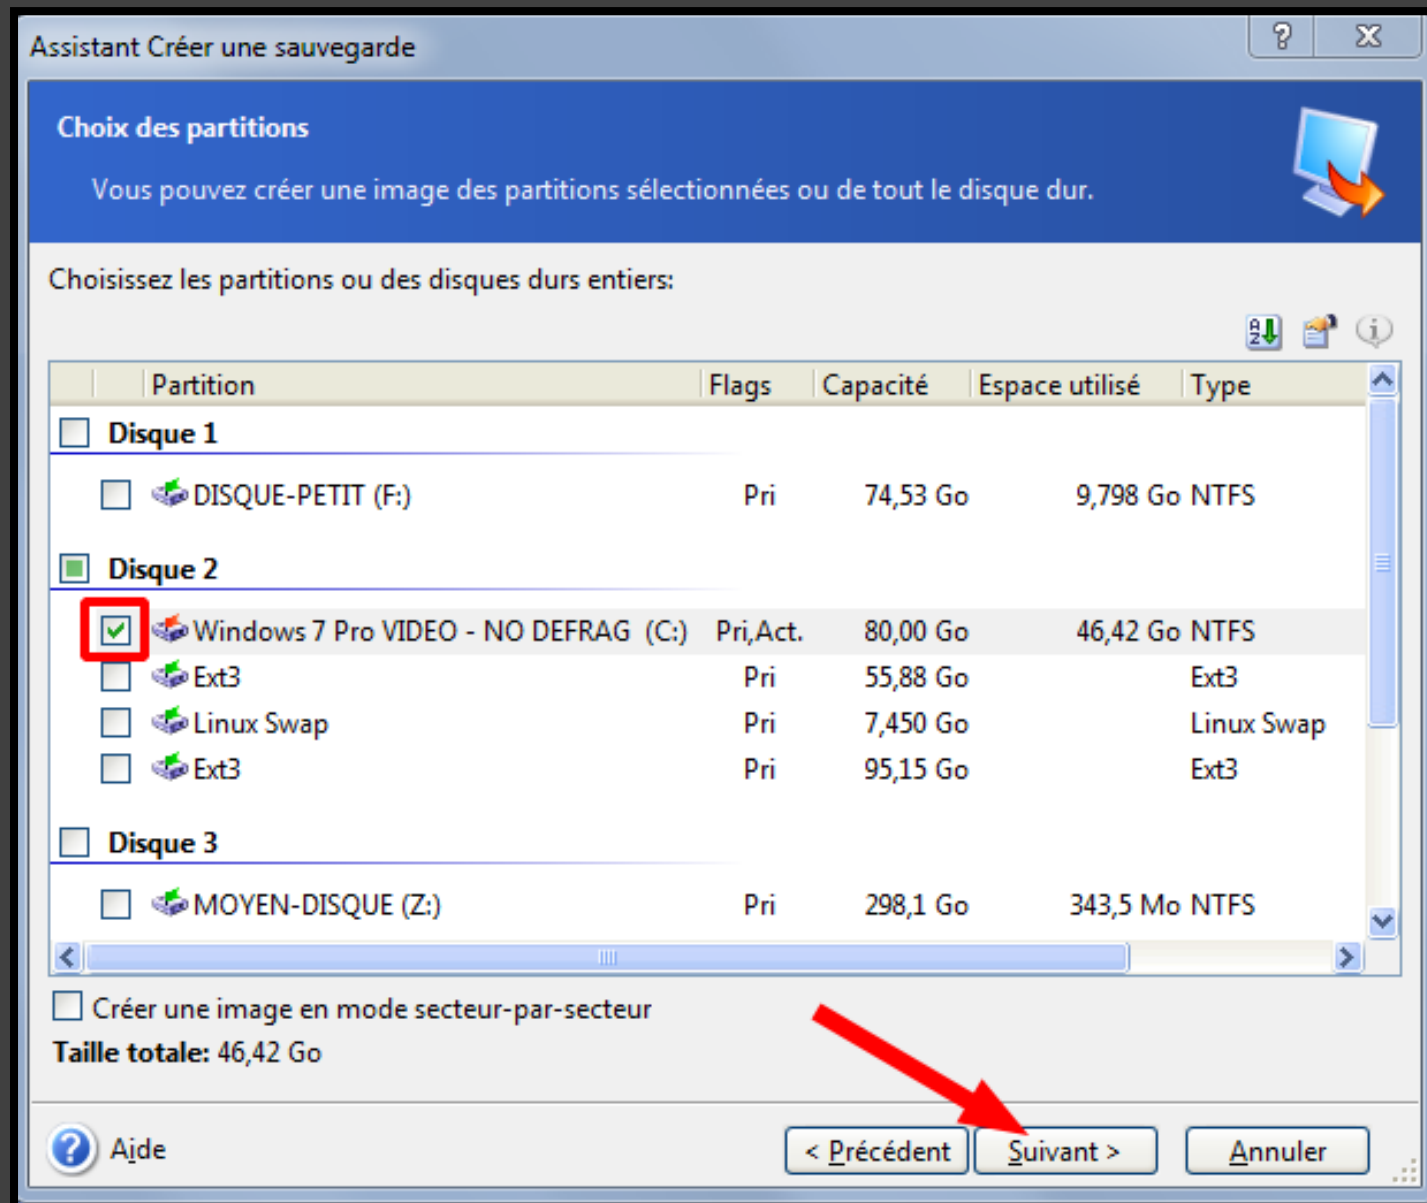 Assistant Créer une sauvegarde
Choix des partitions
Vous pouvez créer une image des partitions sélectionnées ou de tout le disque dur.
Choisissez les partitions ou des disques durs entiers:
Partition Flags Capacité Espace utilisé Type
Disque 1
DISQUE-PETIT (F:) Pri 74,53 Go 9,798 Go NTFS
Disque 2
Windows 7 Pro VIDEO - NO DEFRAG (C:) Pri,Act. 80,00 Go 46,42 Go NTFS
Ext3 Pri 55,88 Go Ext3
Linux Swap Pri 7,450 Go Linux Swap
Ext3 Pri 95,15 Go Ext3
Disque 3
MOYEN-DISQUE (Z:) Pri 298,1 Go 343,5 Mo NTFS
Créer une image en mode secteur-par-secteur
Taille totale: 46,42 Go
Aide < Précédent Suivant > Annuler